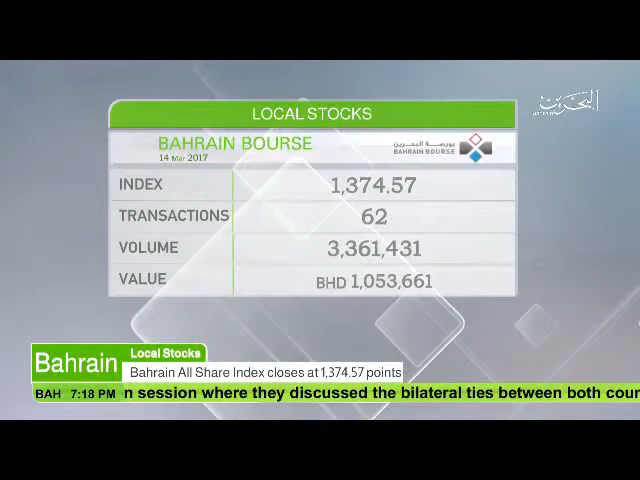 البحرين
LOCAL STOCKS
BAHRAIN BOURSE
14 Mar 2017
بورصة البحرين
BAHRAIN BOURSE
INDEX 1,374.57
TRANSACTIONS 62
VOLUME 3,361,431
VALUE BHD 1,053,661
Local Stocks
Bahrain
Bahrain All Share Index closes at 1,374.57 points
BAH 7:18 PM n session where they discussed the bilateral ties between both cour